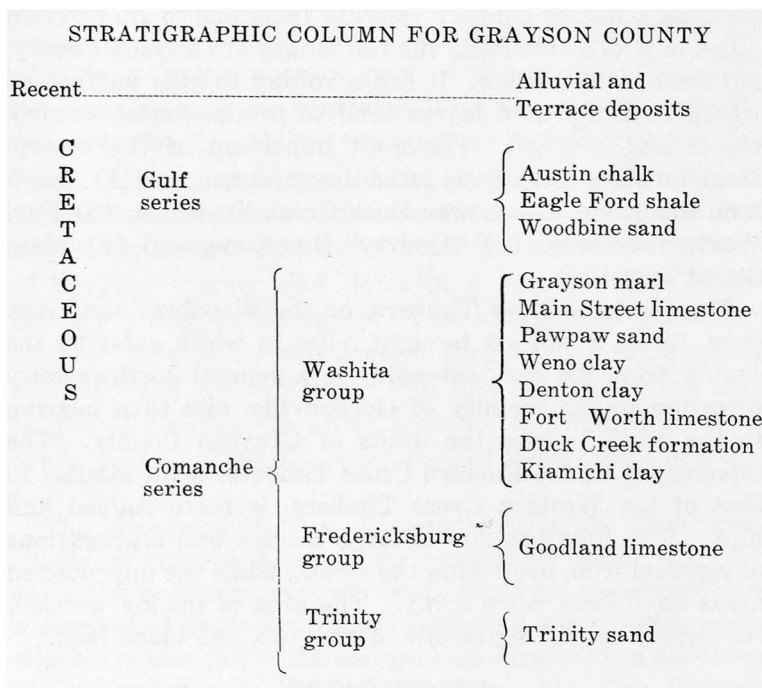 STRATIGRAPHIC COLUMN FOR GRAYSON COUNTY
Recent
Alluvial and
Terrace deposits
CRETACEOUS
Gulf
series
Austin chalk
Eagle Ford shale
Woodbine sand
Comanche
series
Washita
group
Grayson marl
Main Street limestone
Pawpaw sand
Weno clay
Denton clay
Fort Worth limestone
Duck Creek formation
Kiamichi clay
Fredericksburg
group
Goodland limestone
Trinity
group
Trinity sand